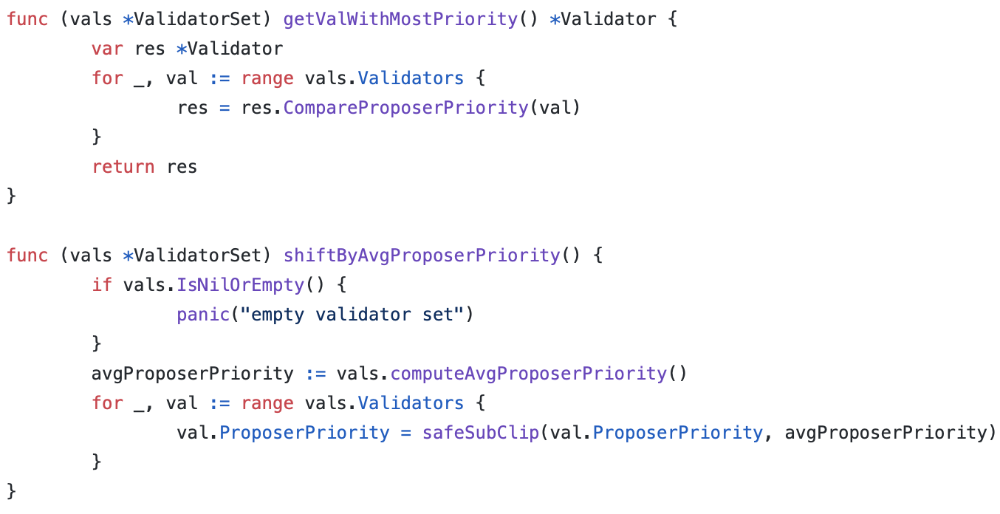 func (vals *ValidatorSet) getValWithMostPriority() *Validator {
        var res *Validator
        for _, val := range vals.Validators {
                res = res.CompareProposerPriority(val)
        }
        return res
}

func (vals *ValidatorSet) shiftByAvgProposerPriority() {
        if vals.IsNilOrEmpty() {
                panic("empty validator set")
        }
        avgProposerPriority := vals.computeAvgProposerPriority()
        for _, val := range vals.Validators {
                val.ProposerPriority = safeSubClip(val.ProposerPriority, avgProposerPriority)
        }
}